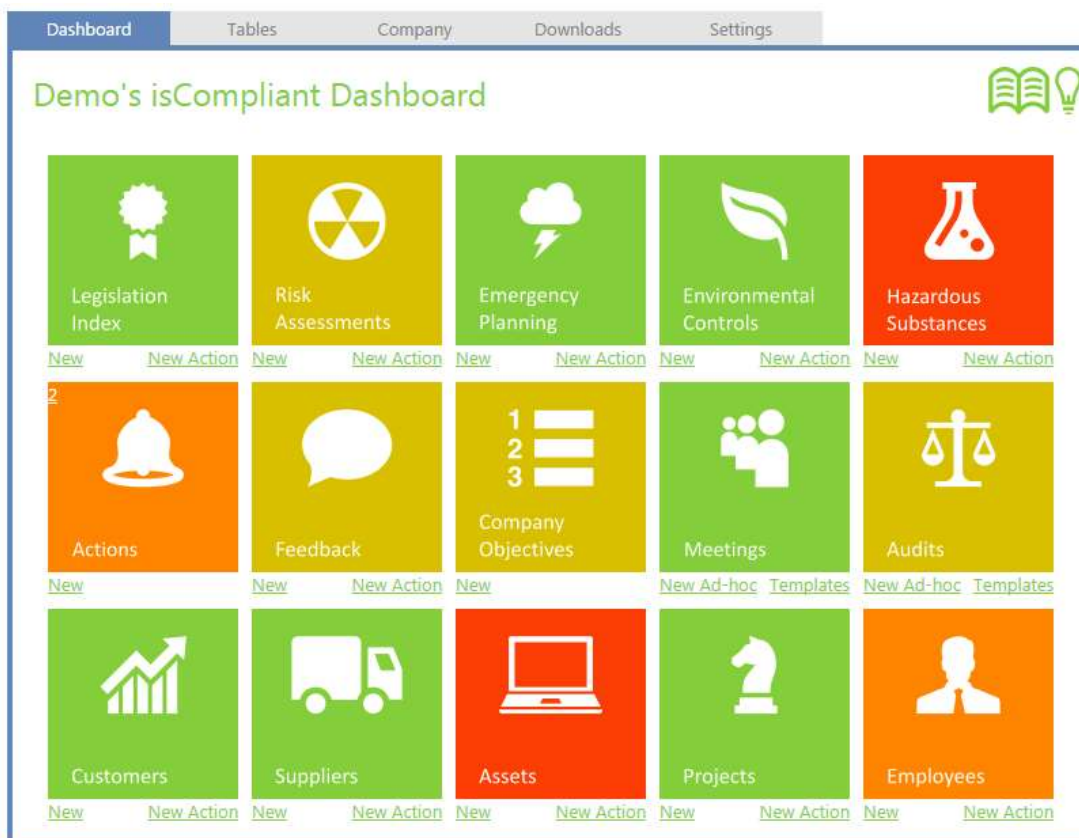 Dashboard Tables Company Downloads Settings
Demo's isCompliant Dashboard
Legislation
Index
Risk
Assessments
Emergency
Planning
Environmental
Controls
Hazardous
Substances
New New Action New New Action New New Action New New Action New New Action
2
Actions
Feedback
1
2
3
Company
Objectives
Meetings
Audits
New New New Action New New Ad-hoc Templates New Ad-hoc Templates
Customers
Suppliers
Assets
Projects
Employees
New New Action New New Action New New Action New New Action New New Action